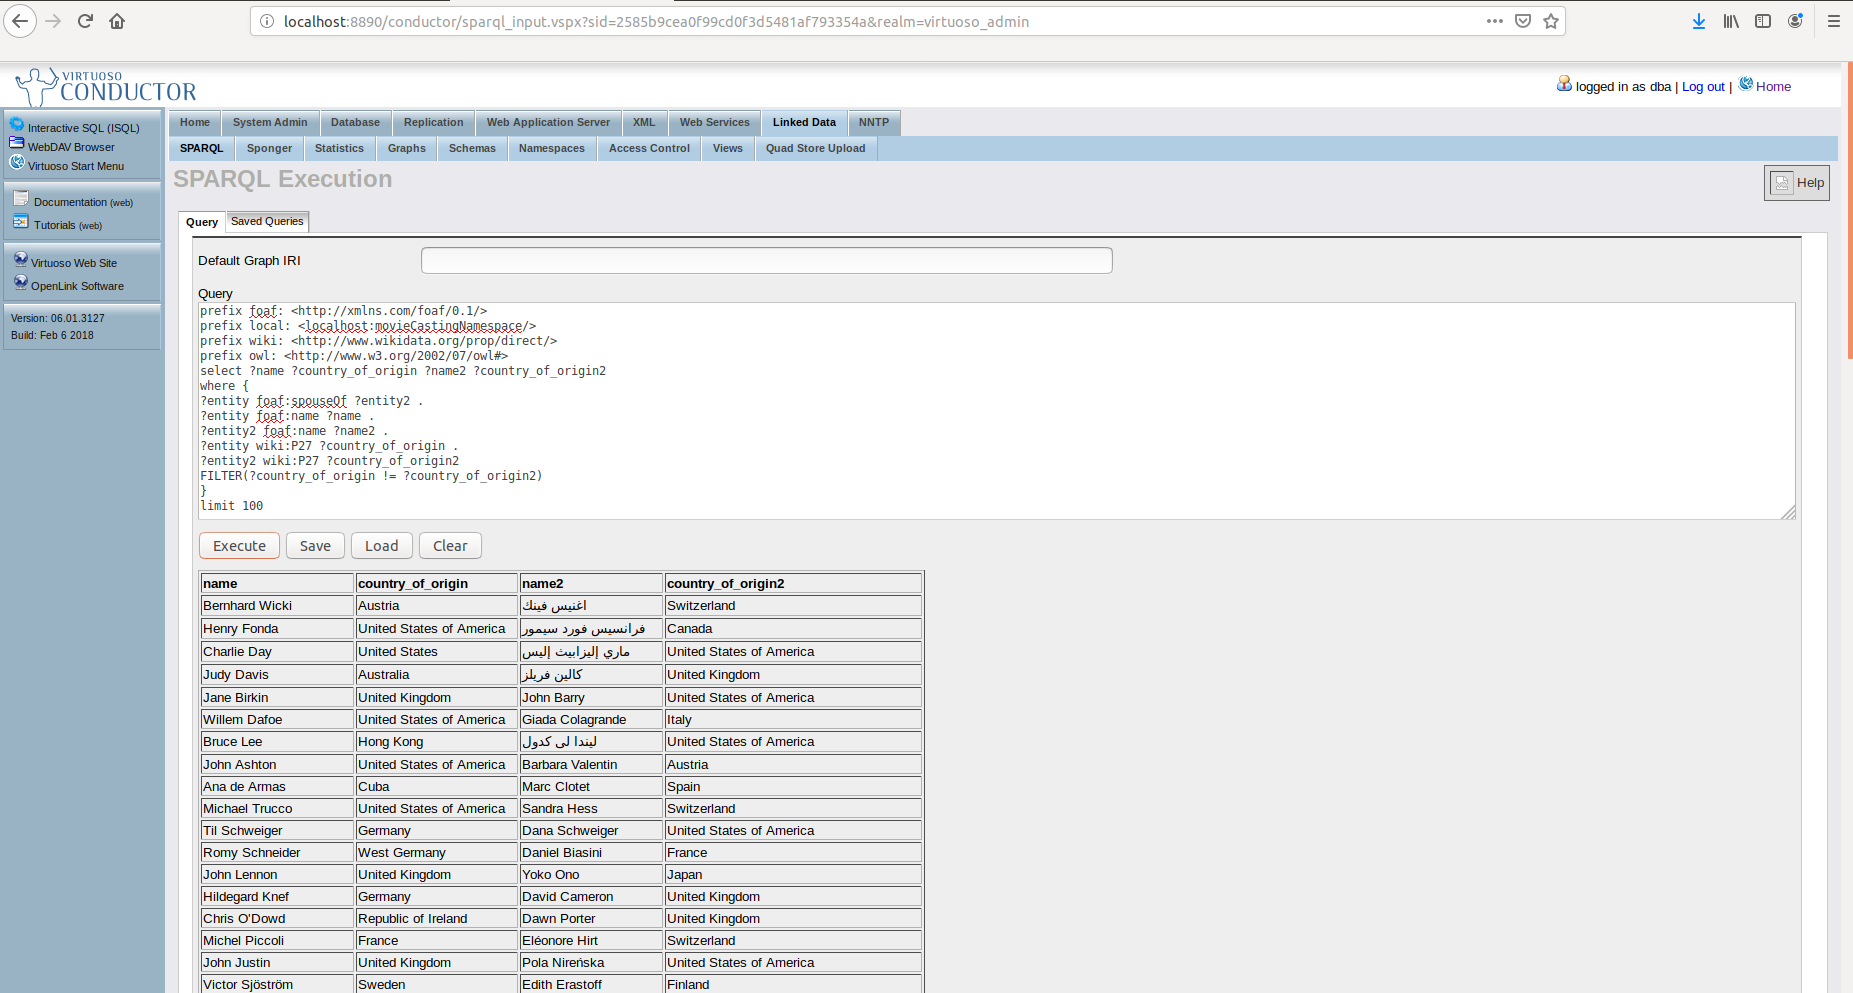 localhost:8890/conductor/sparql_input.vspx?sid=2585b9cea0f99cd0f3d5481af793354a&realm=virtuoso_admin
VIRTUOSO
CONDUCTOR
logged in as dba | Log out | Home
Interactive SQL (ISQL)
WebDAV Browser
Virtuoso Start Menu
Documentation (web)
Tutorials (web)
Virtuoso Web Site
OpenLink Software
Version: 06.01.3127
Build: Feb 6 2018
Home System Admin Database Replication Web Application Server XML Web Services Linked Data NNTP
SPARQL Sponger Statistics Graphs Schemas Namespaces Access Control Views Quad Store Upload
SPARQL Execution
Help
Query Saved Queries
Default Graph IRI
Query
prefix foaf: <http://xmlns.com/foaf/0.1/>
prefix local: <localhost:movieCastingNamespace/>
prefix wiki: <http://www.wikidata.org/prop/direct/>
prefix owl: <http://www.w3.org/2002/07/owl#>
select ?name ?country_of_origin ?name2 ?country_of_origin2
where {
?entity foaf:spouseOf ?entity2 .
?entity foaf:name ?name .
?entity2 foaf:name ?name2 .
?entity wiki:P27 ?country_of_origin .
?entity2 wiki:P27 ?country_of_origin2
FILTER(?country_of_origin != ?country_of_origin2)
}
limit 100
Execute Save Load Clear
name country_of_origin name2 country_of_origin2
Bernhard Wicki Austria اغنيس فينك Switzerland
Henry Fonda United States of America فرانسيس فورد سيمور Canada
Charlie Day United States ماري إليزابيث إليس United States of America
Judy Davis Australia كالين فريلز United Kingdom
Jane Birkin United Kingdom John Barry United States of America
Willem Dafoe United States of America Giada Colagrande Italy
Bruce Lee Hong Kong ليندا لى كدول United States of America
John Ashton United States of America Barbara Valentin Austria
Ana de Armas Cuba Marc Clotet Spain
Michael Trucco United States of America Sandra Hess Switzerland
Til Schweiger Germany Dana Schweiger United States of America
Romy Schneider West Germany Daniel Biasini France
John Lennon United Kingdom Yoko Ono Japan
Hildegard Knef Germany David Cameron United Kingdom
Chris O'Dowd Republic of Ireland Dawn Porter United Kingdom
Michel Piccoli France Eléonore Hirt Switzerland
John Justin United Kingdom Pola Nireńska United States of America
Victor Sjöström Sweden Edith Erastoff Finland